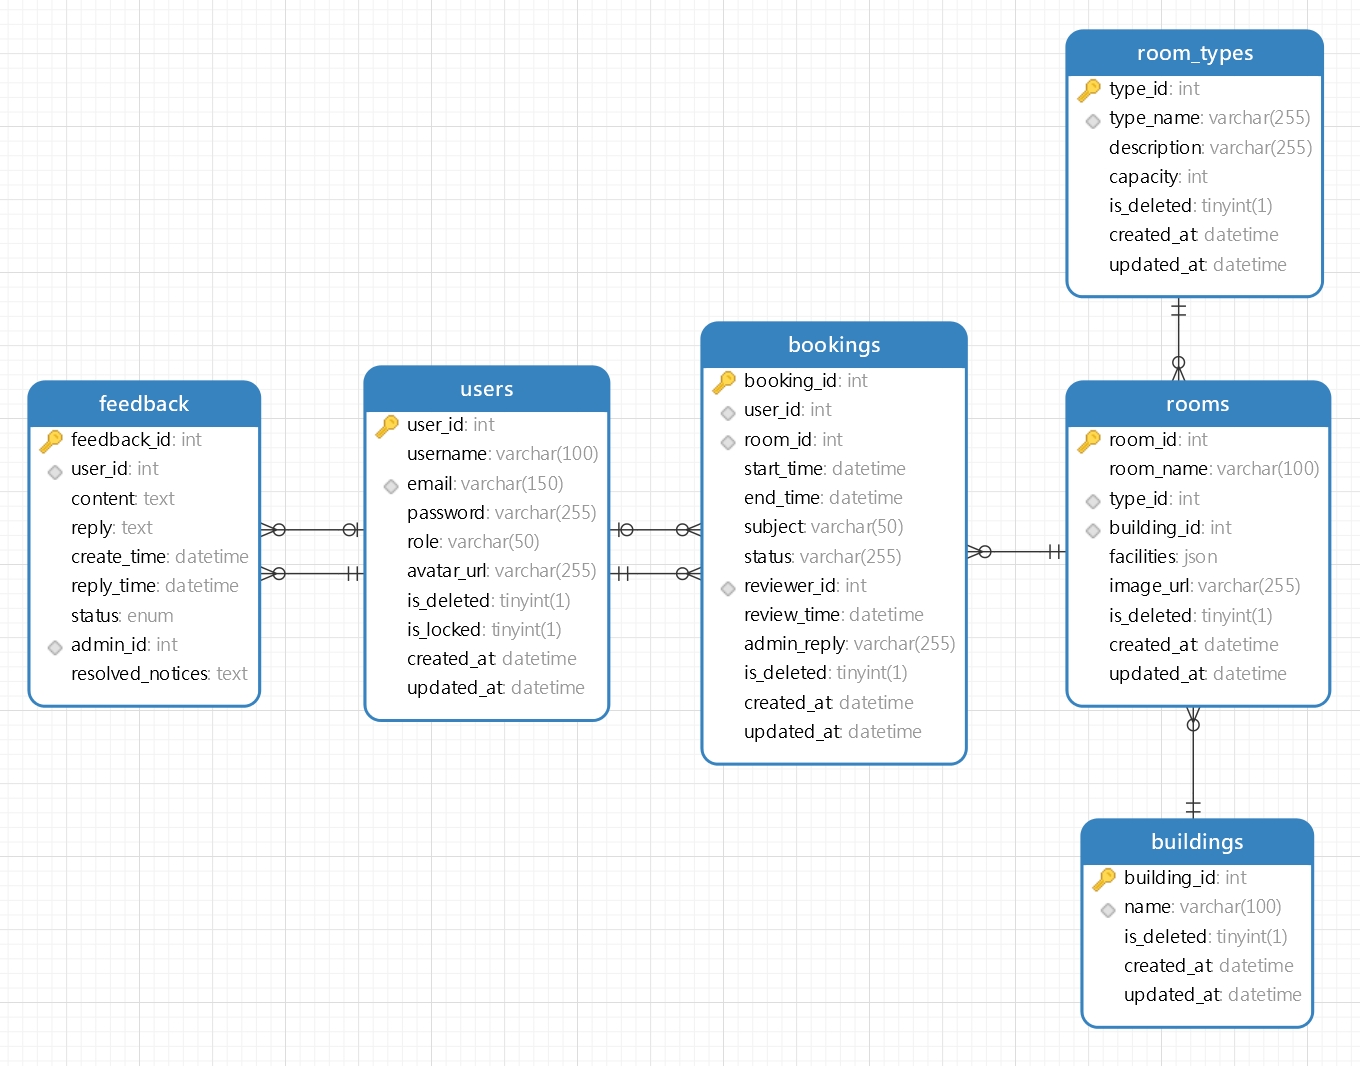 room_types
type_id: int
type_name: varchar(255)
description: varchar(255)
capacity: int
is_deleted: tinyint(1)
created_at: datetime
updated_at: datetime
bookings
booking_id: int
user_id: int
room_id: int
start_time: datetime
end_time: datetime
subject: varchar(50)
status: varchar(255)
reviewer_id: int
review_time: datetime
admin_reply: varchar(255)
is_deleted: tinyint(1)
created_at: datetime
updated_at: datetime
users
user_id: int
username: varchar(100)
email: varchar(150)
password: varchar(255)
role: varchar(50)
avatar_url: varchar(255)
is_deleted: tinyint(1)
is_locked: tinyint(1)
created_at: datetime
updated_at: datetime
feedback
feedback_id: int
user_id: int
content: text
reply: text
create_time: datetime
reply_time: datetime
status: enum
admin_id: int
resolved_notices: text
rooms
room_id: int
room_name: varchar(100)
type_id: int
building_id: int
facilities: json
image_url: varchar(255)
is_deleted: tinyint(1)
created_at: datetime
updated_at: datetime
buildings
building_id: int
name: varchar(100)
is_deleted: tinyint(1)
created_at: datetime
updated_at: datetime